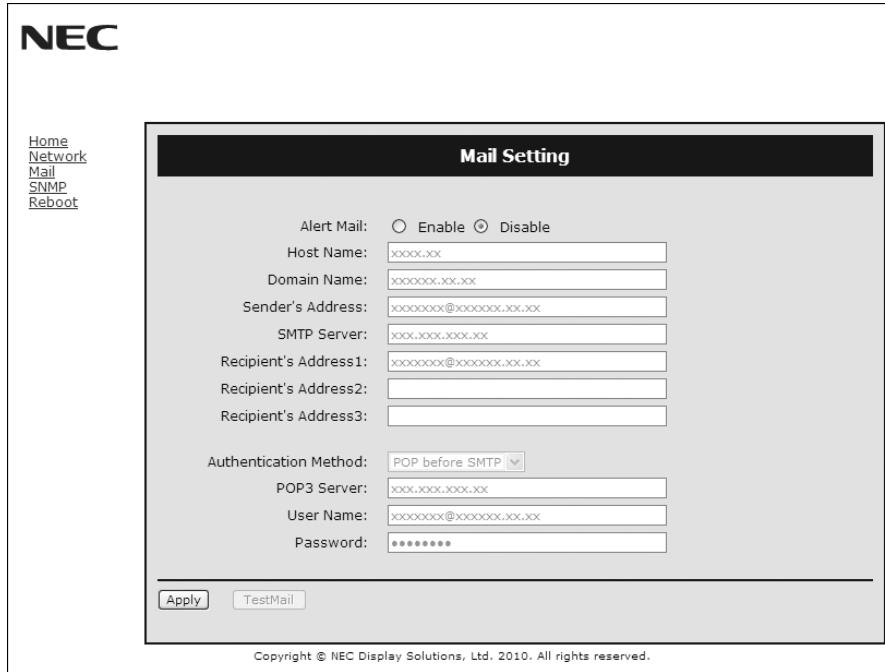 NEC
Home
Network
Mail
SNMP
Reboot
Mail Setting
Alert Mail: Enable Disable
Host Name: xxxx.xx
Domain Name: xxxxxx.xx.xx
Sender's Address: xxxxxxx@xxxxxx.xx.xx
SMTP Server: xxx.xxx.xxx.xx
Recipient's Address1: xxxxxxx@xxxxxx.xx.xx
Recipient's Address2:
Recipient's Address3:
Authentication Method: POP before SMTP
POP3 Server: xxx.xxx.xxx.xx
User Name: xxxxxxx@xxxxxx.xx.xx
Password: ●●●●●●●●
Apply TestMail
Copyright © NEC Display Solutions, Ltd. 2010. All rights reserved.